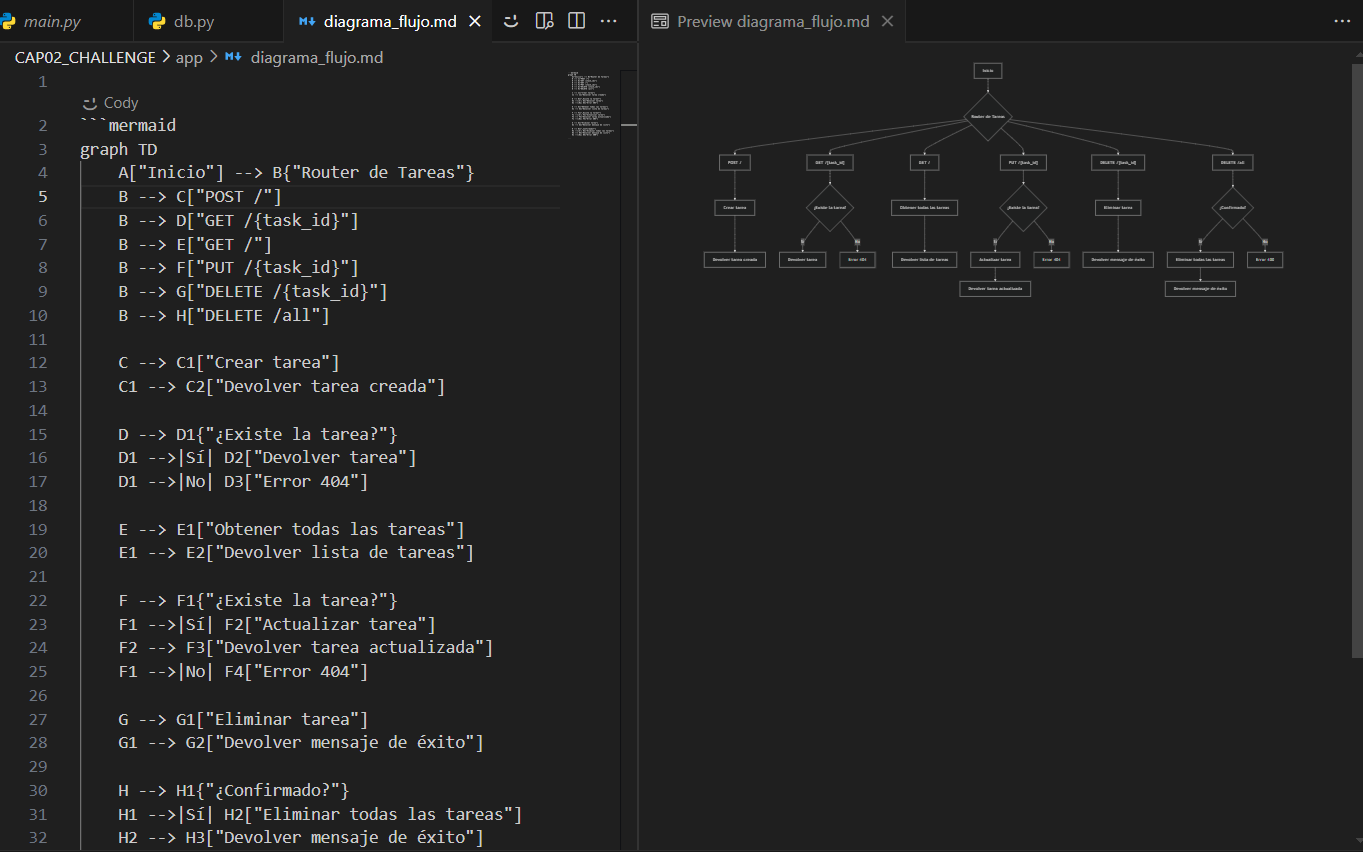 main.py
db.py
diagrama_flujo.md
Preview diagrama_flujo.md
CAP02_CHALLENGE > app > diagrama_flujo.md
1
Cody
2 ```mermaid
3 graph TD
4 A["Inicio"] --> B{"Router de Tareas"}
5 B --> C["POST /"]
6 B --> D["GET /{task_id}"]
7 B --> E["GET /"]
8 B --> F["PUT /{task_id}"]
9 B --> G["DELETE /{task_id}"]
10 B --> H["DELETE /all"]
11
12 C --> C1["Crear tarea"]
13 C1 --> C2["Devolver tarea creada"]
14
15 D --> D1{"¿Existe la tarea?"}
16 D1 -->|Sí| D2["Devolver tarea"]
17 D1 -->|No| D3["Error 404"]
18
19 E --> E1["Obtener todas las tareas"]
20 E1 --> E2["Devolver lista de tareas"]
21
22 F --> F1{"¿Existe la tarea?"}
23 F1 -->|Sí| F2["Actualizar tarea"]
24 F2 --> F3["Devolver tarea actualizada"]
25 F1 -->|No| F4["Error 404"]
26
27 G --> G1["Eliminar tarea"]
28 G1 --> G2["Devolver mensaje de éxito"]
29
30 H --> H1{"¿Confirmado?"}
31 H1 -->|Sí| H2["Eliminar todas las tareas"]
32 H2 --> H3["Devolver mensaje de éxito"]
Inicio
Router de Tareas
POST /
GET /{task_id}
GET /
PUT /{task_id}
DELETE /{task_id}
DELETE /all
Crear tarea
¿Existe la tarea?
Obtener todas las tareas
¿Existe la tarea?
Eliminar tarea
¿Confirmado?
Sí
No
Sí
No
Sí
No
Devolver tarea creada
Devolver tarea
Error 404
Devolver lista de tareas
Actualizar tarea
Error 404
Devolver mensaje de éxito
Eliminar todas las tareas
Error 400
Devolver tarea actualizada
Devolver mensaje de éxito